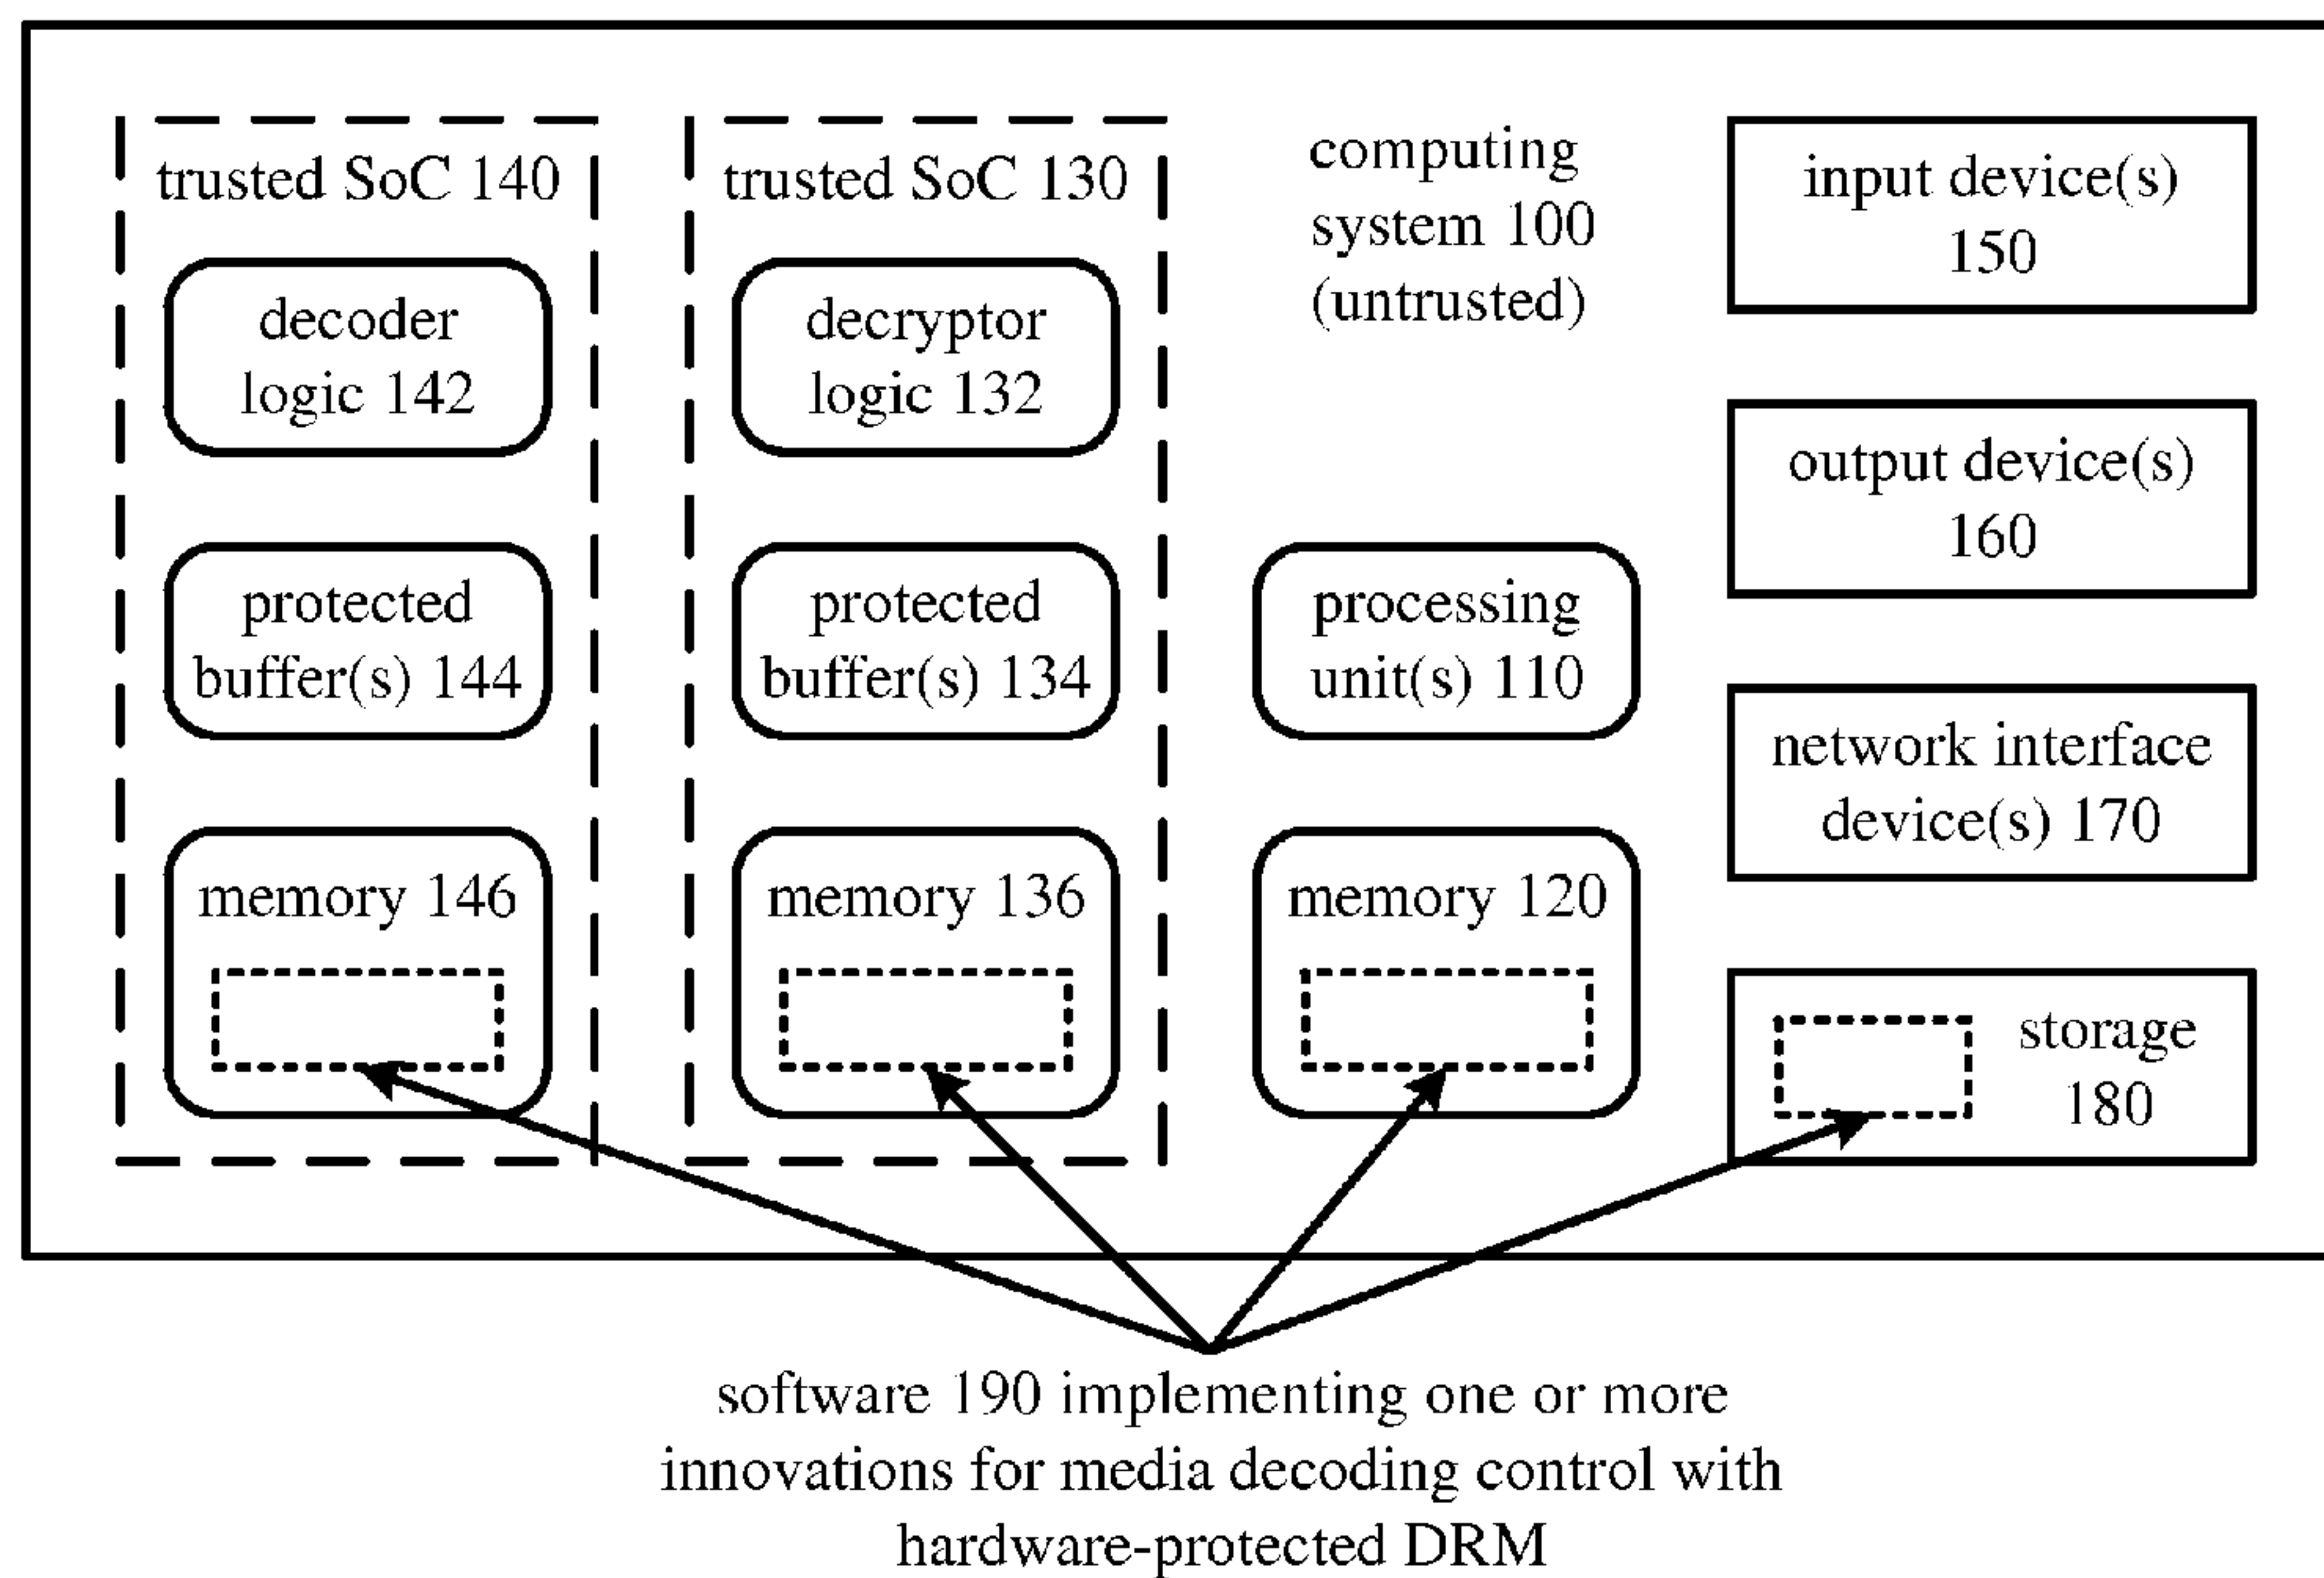 trusted SoC 140
decoder
logic 142
protected
buffer(s) 144
memory 146
trusted SoC 130
decryptor
logic 132
protected
buffer(s) 134
memory 136
computing
system 100
(untrusted)
processing
unit(s) 110
memory 120
input device(s)
150
output device(s)
160
network interface
device(s) 170
storage
180
software 190 implementing one or more
innovations for media decoding control with
hardware-protected DRM